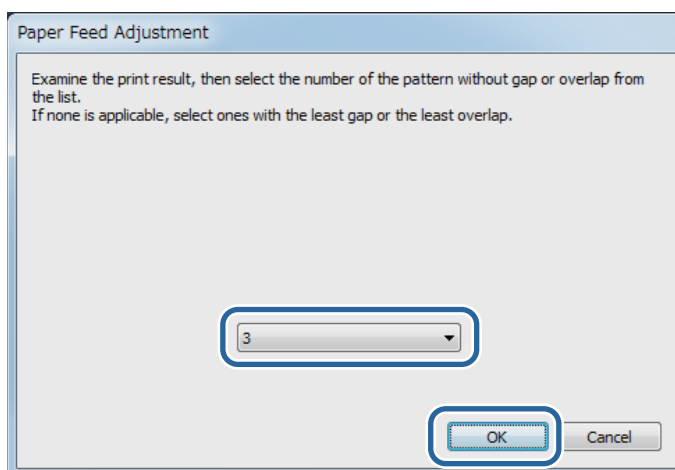 Paper Feed Adjustment
Examine the print result, then select the number of the pattern without gap or overlap from
the list.
If none is applicable, select ones with the least gap or the least overlap.
3
OK Cancel